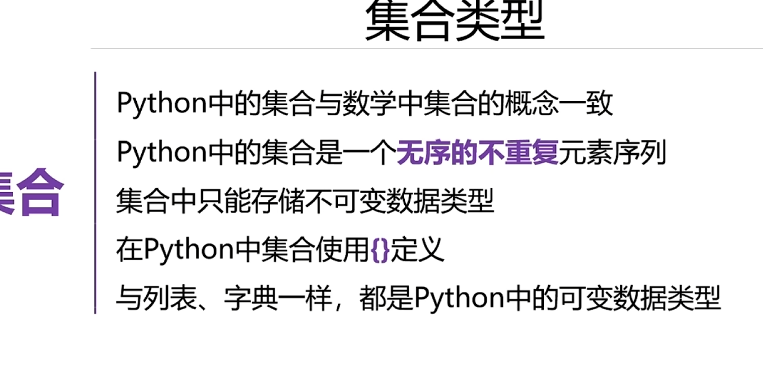 集合类型
集合
Python中的集合与数学中集合的概念一致
Python中的集合是一个无序的不重复元素序列
集合中只能存储不可变数据类型
在Python中集合使用{}定义
与列表、字典一样，都是Python中的可变数据类型